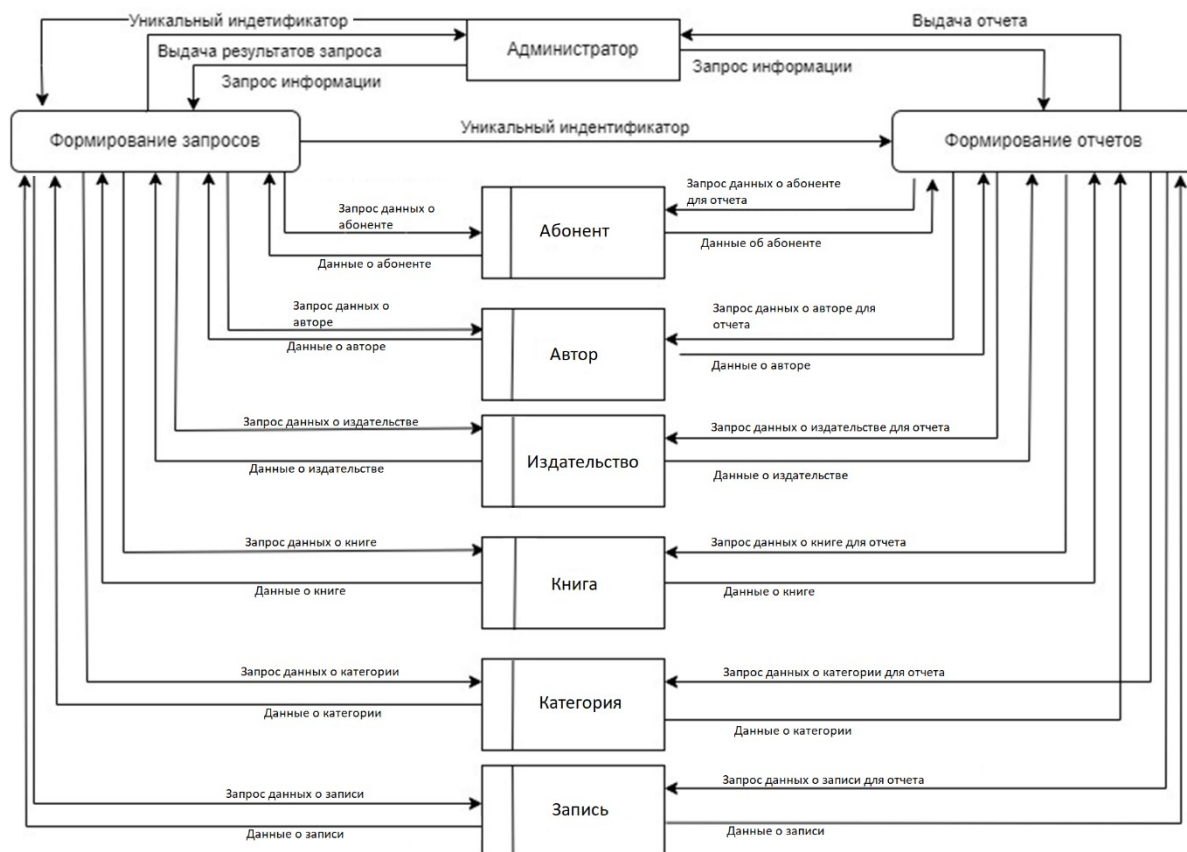 Уникальный индетификатор
Выдача отчета
Администратор
Выдача результатов запроса
Запрос информации
Запрос информации
Формирование запросов
Уникальный индентификатор
Формирование отчетов
Запрос данных о
абоненте
Абонент
Запрос данных о абоненте
для отчета
Данные о абоненте
Данные об абоненте
Запрос данных о
авторе
Автор
Запрос данных о авторе для
отчета
Данные о авторе
Данные о авторе
Запрос данных о издательстве
Издательство
Запрос данных о издательстве для отчета
Данные о издательстве
Данные о издательстве
Запрос данных о книге
Книга
Запрос данных о книге для отчета
Данные о книге
Данные о книге
Запрос данных о категории
Категория
Запрос данных о категории для отчета
Данные о категории
Данные о категории
Запрос данных о записи
Запись
Запрос данных о записи для отчета
Данные о записи
Данные о записи